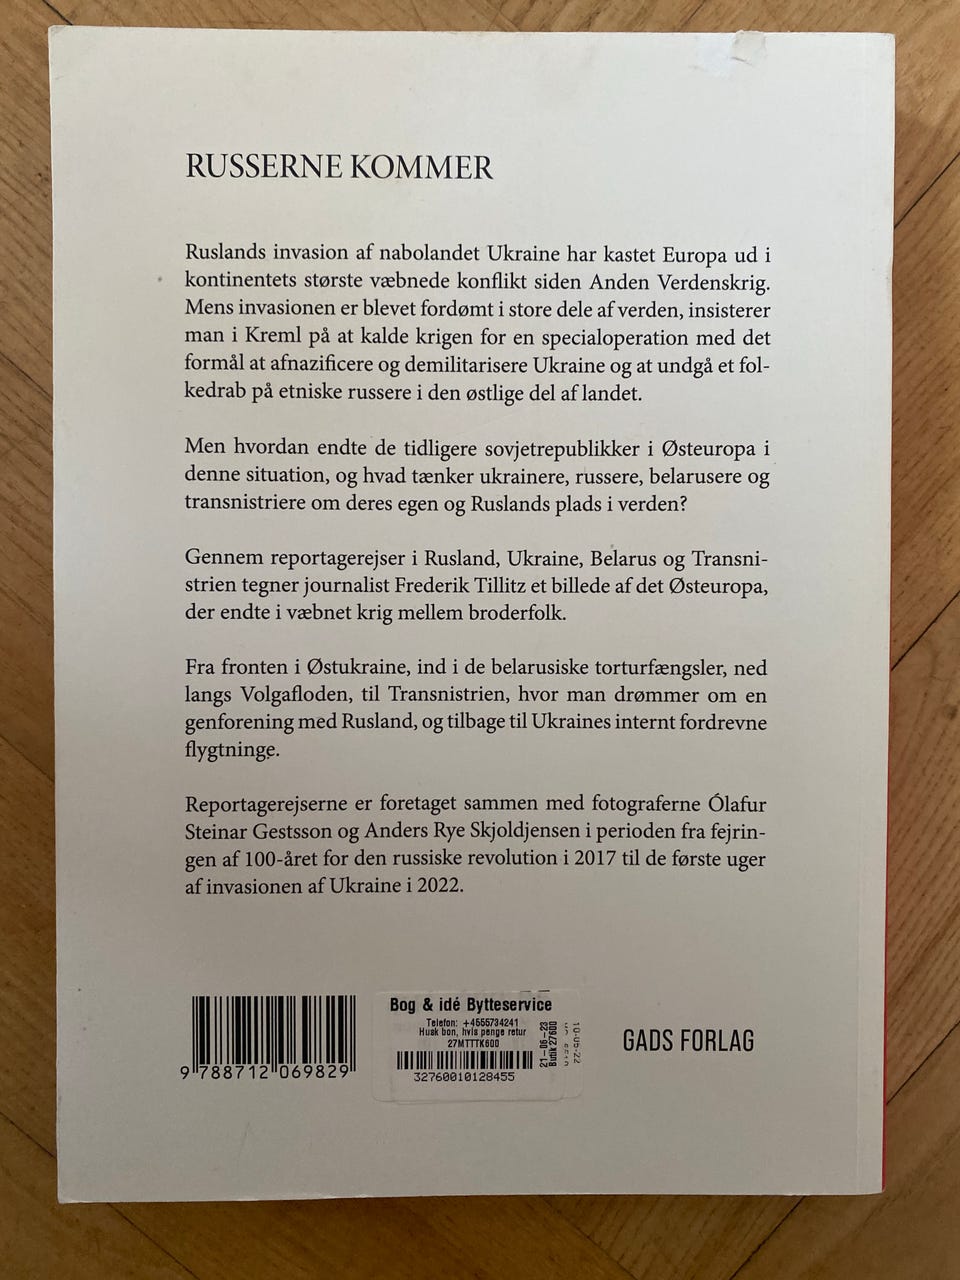 RUSSERNE KOMMER
Ruslands invasion af nabolandet Ukraine har kastet Europa ud i
kontinentets største væbnede konflikt siden Anden Verdenskrig.
Mens invasionen er blevet fordømt i store dele af verden, insisterer
man i Kreml på at kalde krigen for en specialoperation med det
formål at afnazificere og demilitarisere Ukraine og at undgå et fol-
kedrab på etniske russere i den østlige del af landet.
Men hvordan endte de tidligere sovjetrepublikker i Østeuropa i
denne situation, og hvad tænker ukrainere, russere, belarusere og
transnistriere om deres egen og Ruslands plads i verden?
Gennem reportagerejser i Rusland, Ukraine, Belarus og Transni-
strien tegner journalist Frederik Tillitz et billede af det Østeuropa,
der endte i væbnet krig mellem broderfolk.
Fra fronten i Østukraine, ind i de belarusiske torturfængsler, ned
langs Volgafloden, til Transnistrien, hvor man drømmer om en
genforening med Rusland, og tilbage til Ukraines internt fordrevne
flygtninge.
Reportagerejserne er foretaget sammen med fotograferne Ólafur
Steinar Gestsson og Anders Rye Skjoldjensen i perioden fra fejrin-
gen af 100-året for den russiske revolution i 2017 til de første uger
af invasionen af Ukraine i 2022.
9 788712 069829
Bog & idé Bytteservice
Telefon: +4555734241
Husk bon, hvis penge retur
27MTTTK600
32760010128455
21-06-23
Butik 27600
GADS FORLAG